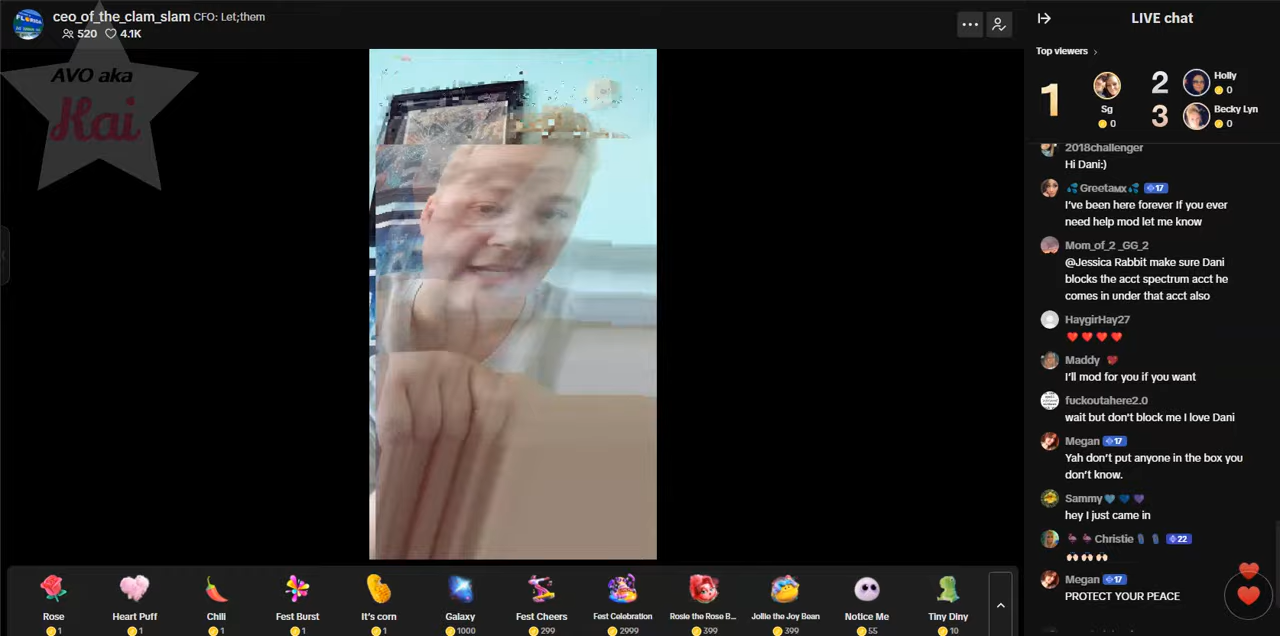 ceo_of_the_clam_slam CFO: Let;them
520 4.1K
AVO aka
Kai
LIVE chat
Top viewers
1
Sg
0
2
Holly
0
3
Becky Lyn
0
2018challenger
Hi Dani:)
Greetaмx 17
I've been here forever If you ever
need help mod let me know
Mom_of_2 _GG_2
@Jessica Rabbit make sure Dani
blocks the acct spectrum acct he
comes in under that acct also
HaygirHay27
Maddy
I'll mod for you if you want
fuckoutahere2.0
wait but don't block me I love Dani
Megan 17
Yah don't put anyone in the box you
don't know.
Sammy
hey I just came in
Christie 22
Megan 17
PROTECT YOUR PEACE
Rose
1
Heart Puff
1
Chili
1
Fest Burst
1
It's corn
1
Galaxy
1000
Fest Cheers
299
Fest Celebration
2999
Rosie the Rose B...
399
Jollie the Joy Bean
399
Notice Me
55
Tiny Diny
10